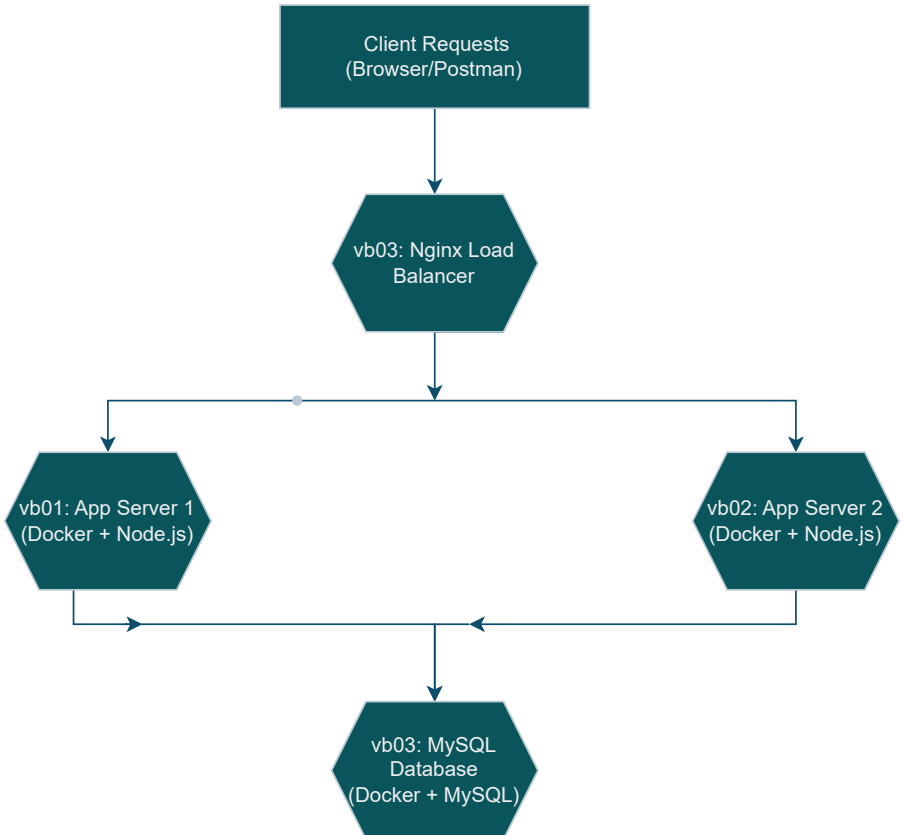 Client Requests
(Browser/Postman)
vb03: Nginx Load
Balancer
vb01: App Server 1
(Docker + Node.js)
vb02: App Server 2
(Docker + Node.js)
vb03: MySQL
Database
(Docker + MySQL)